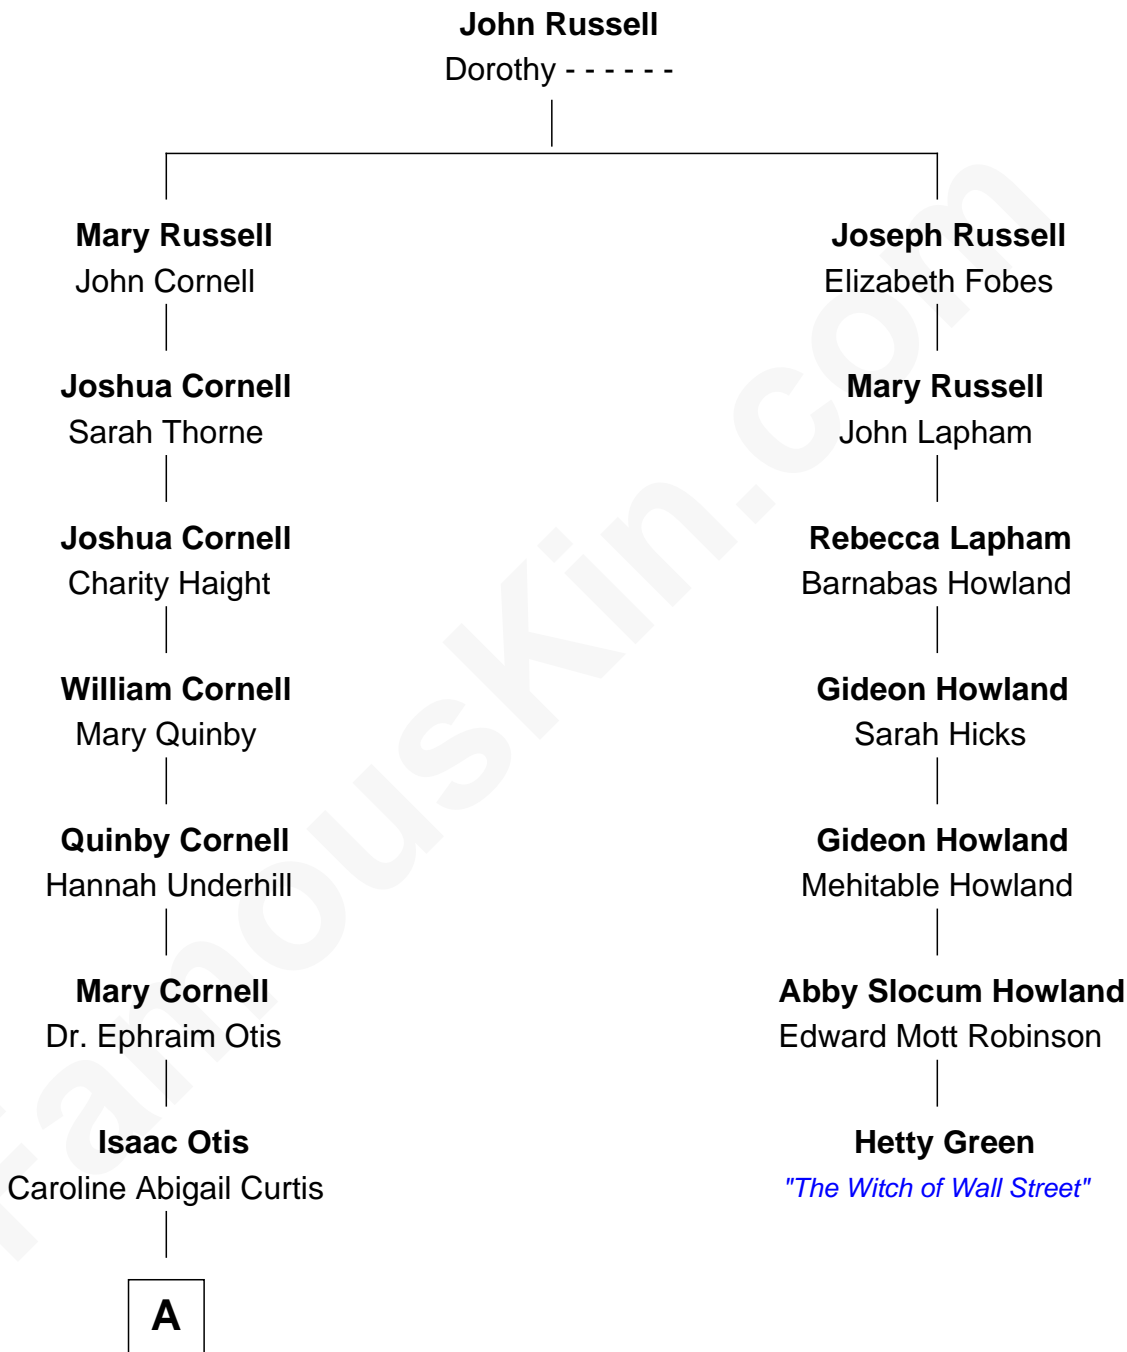 John Russell
Dorothy - - - - - -
Mary Russell
John Cornell
Joseph Russell
Elizabeth Fobes
Joshua Cornell
Sarah Thorne
Mary Russell
John Lapham
Joshua Cornell
Charity Haight
Rebecca Lapham
Barnabas Howland
William Cornell
Mary Quinby
Gideon Howland
Sarah Hicks
Quinby Cornell
Hannah Underhill
Gideon Howland
Mehitable Howland
Mary Cornell
Dr. Ephraim Otis
Abby Slocum Howland
Edward Mott Robinson
Isaac Otis
Caroline Abigail Curtis
Hetty Green
"The Witch of Wall Street"
A
FamousKin.com